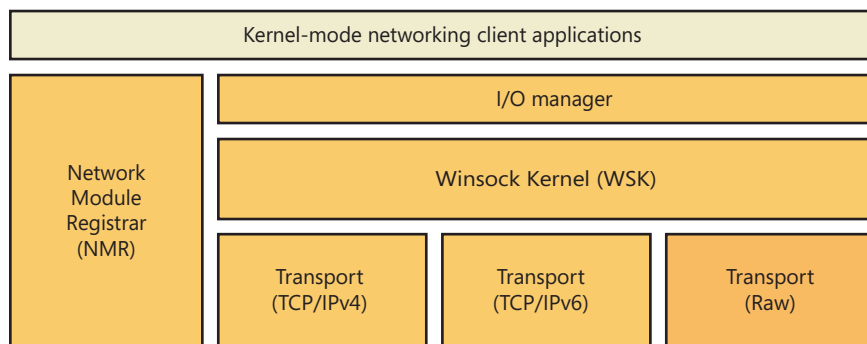 Kernel-mode networking client applications
Network
Module
Registrar
(NMR)
I/O manager
Winsock Kernel (WSK)
Transport
(TCP/IPv4)
Transport
(TCP/IPv6)
Transport
(Raw)